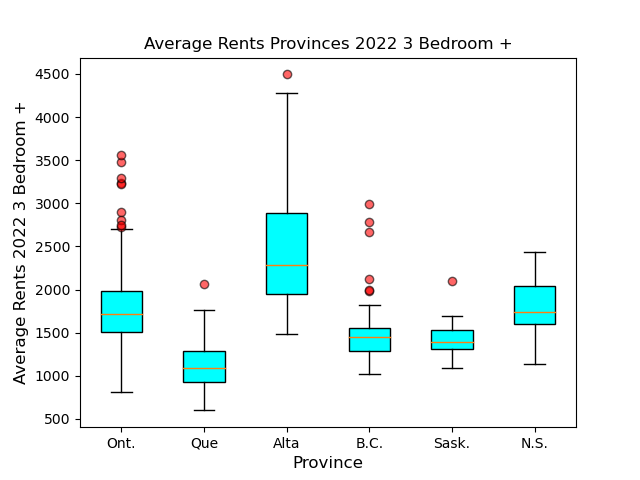 Average Rents Provinces 2022 3 Bedroom +
Average Rents 2022 3 Bedroom +
4500
4000
3500
3000
2500
2000
1500
1000
500
Ont. Que Alta B.C. Sask. N.S.
Province